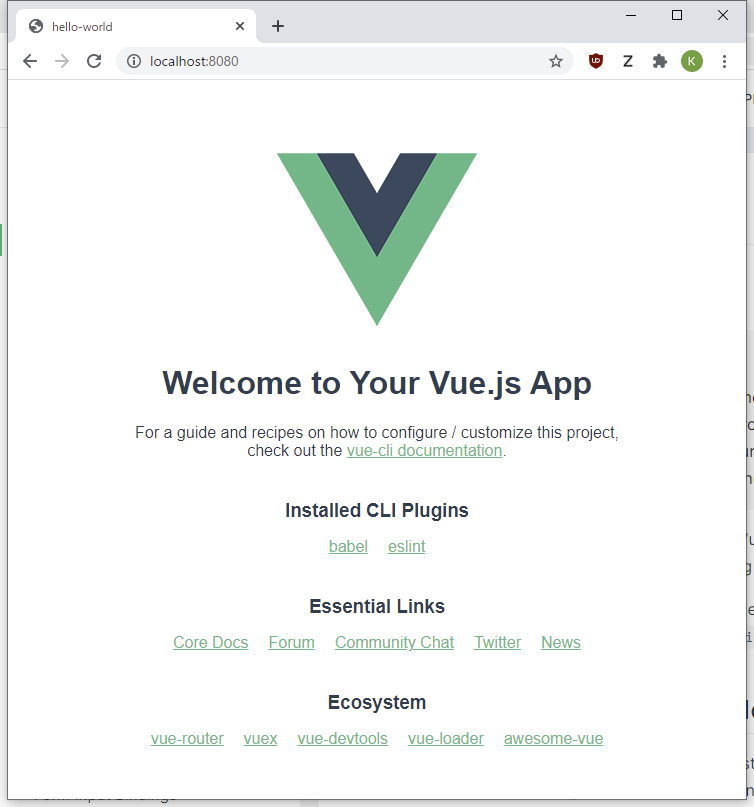 hello-world
localhost:8080
UD
Z
K
Welcome to Your Vue.js App
For a guide and recipes on how to configure / customize this project,
check out the vue-cli documentation.
Installed CLI Plugins
babel eslint
Essential Links
Core Docs Forum Community Chat Twitter News
Ecosystem
vue-router vuex vue-devtools vue-loader awesome-vue